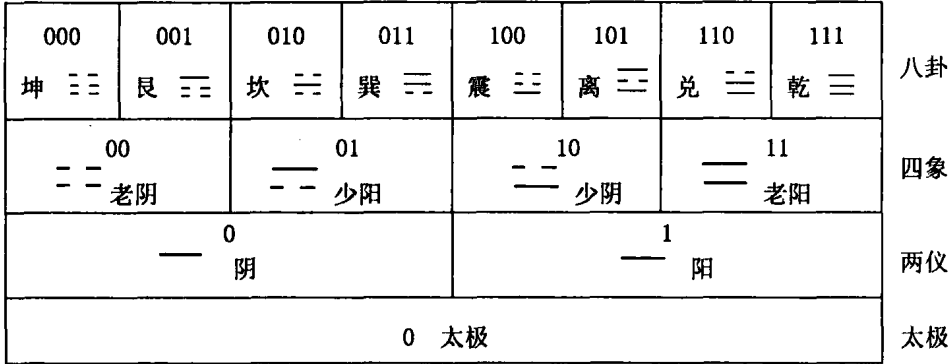 000 001 010 011 100 101 110 111
坤 艮 坎 巽 震 离 兑 乾 八卦
00 01 10 11
老阴 少阳 少阴 老阳 四象
0 1
阴 阳 两仪
0 太极 太极